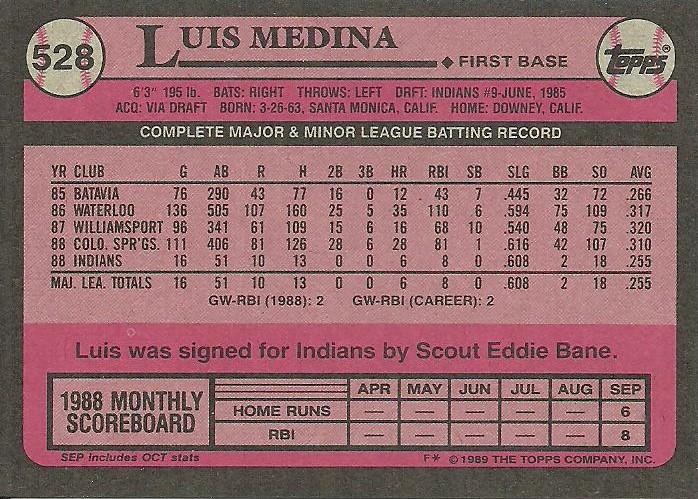 528
LUIS MEDINA
◆ FIRST BASE
TOPPS®
6'3" 195 lb. BATS: RIGHT THROWS: LEFT DRFT: INDIANS #9-JUNE, 1985
ACQ: VIA DRAFT BORN: 3-26-63, SANTA MONICA, CALIF. HOME: DOWNEY, CALIF.
COMPLETE MAJOR & MINOR LEAGUE BATTING RECORD
YR CLUB G AB R H 2B 3B HR RBI SB SLG BB SO AVG
85 BATAVIA 76 290 43 77 16 0 12 43 7 .445 32 72 .266
86 WATERLOO 136 505 107 160 25 5 35 110 6 .594 75 109 .317
87 WILLIAMSPORT 96 341 61 109 15 6 16 68 10 .540 48 75 .320
88 COLO. SPR'GS. 111 406 81 126 28 6 28 81 1 .616 42 107 .310
88 INDIANS 16 51 10 13 0 0 6 8 0 .608 2 18 .255
MAJ. LEA. TOTALS 16 51 10 13 0 0 6 8 0 .608 2 18 .255
GW-RBI (1988): 2 GW-RBI (CAREER): 2
Luis was signed for Indians by Scout Eddie Bane.
1988 MONTHLY
SCOREBOARD
APR MAY JUN JUL AUG SEP
HOME RUNS — — — — — 6
RBI — — — — — 8
SEP includes OCT stats
F* © 1989 THE TOPPS COMPANY, INC.